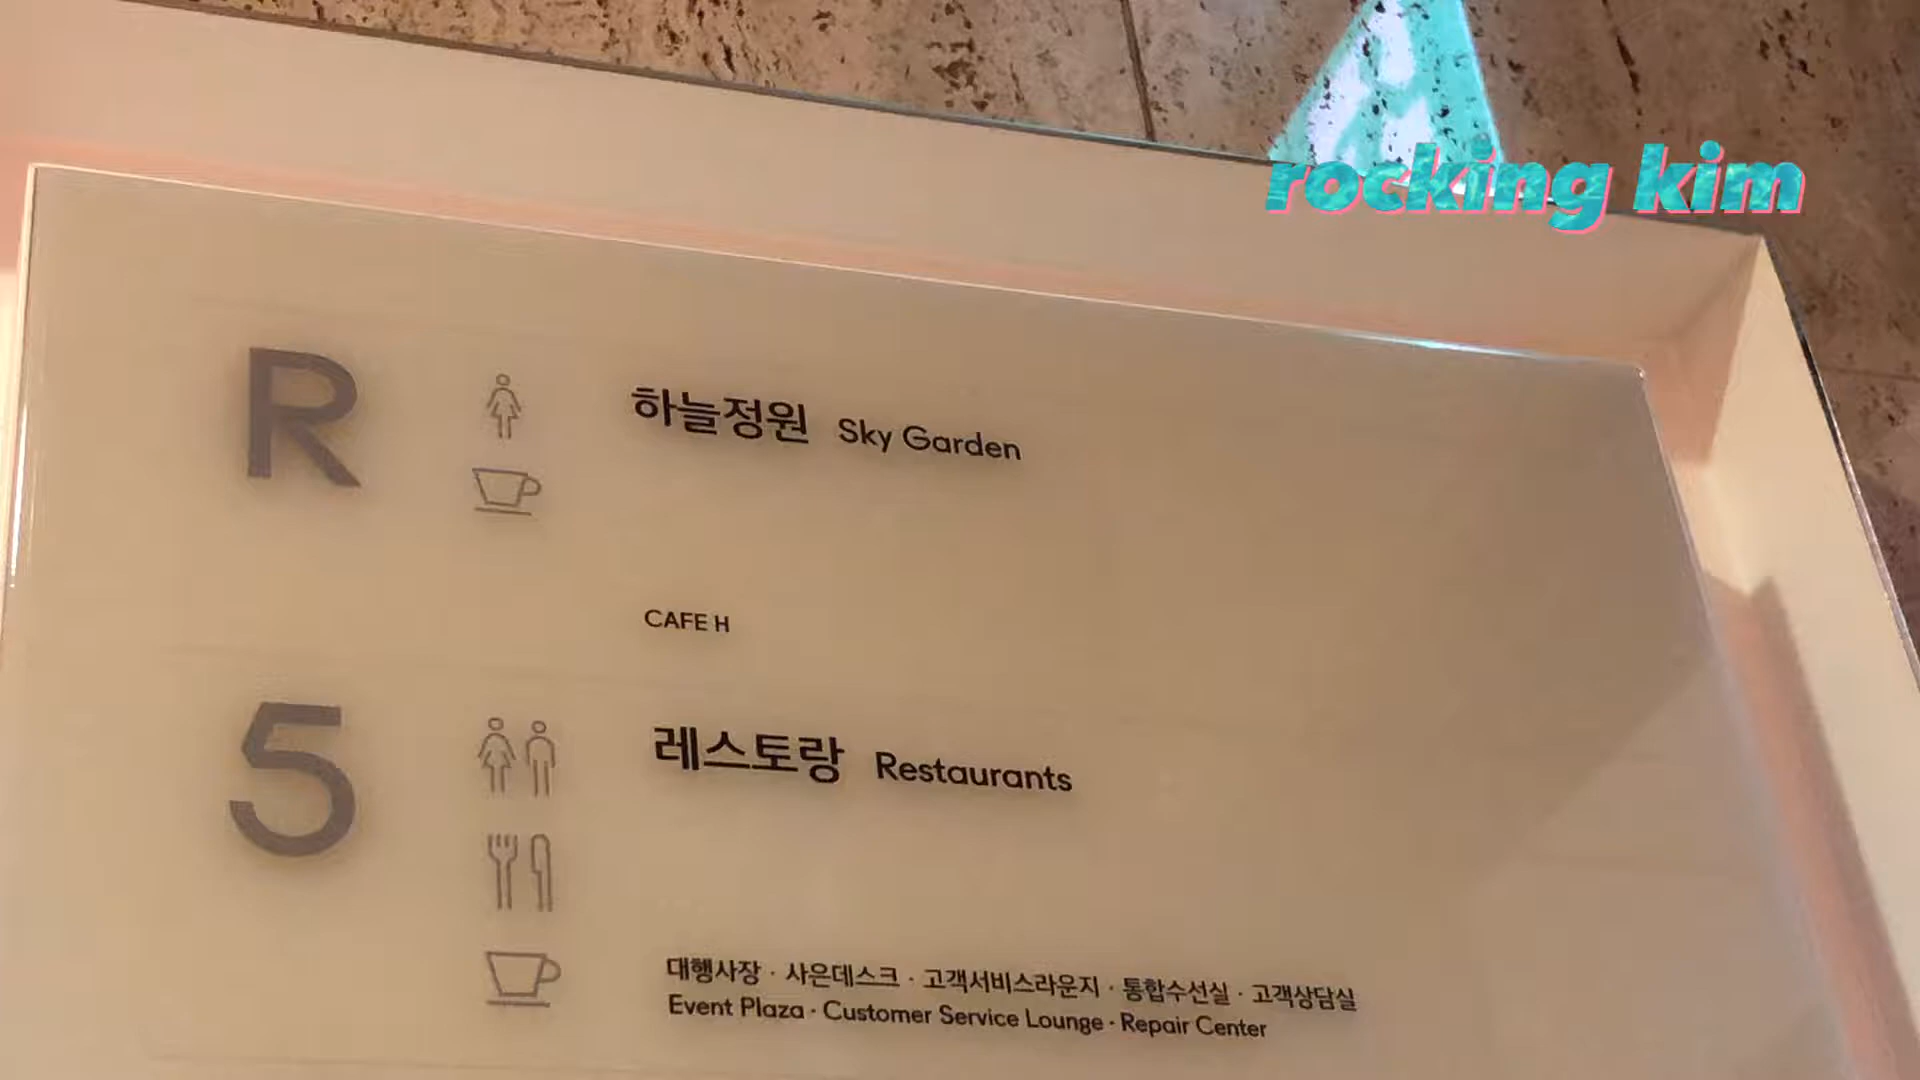 rocking kim
R 하늘정원 Sky Garden
CAFE H
5 레스토랑 Restaurants
대행사장 · 사은데스크 · 고객서비스라운지 · 통합수선실 · 고객상담실
Event Plaza · Customer Service Lounge · Repair Center